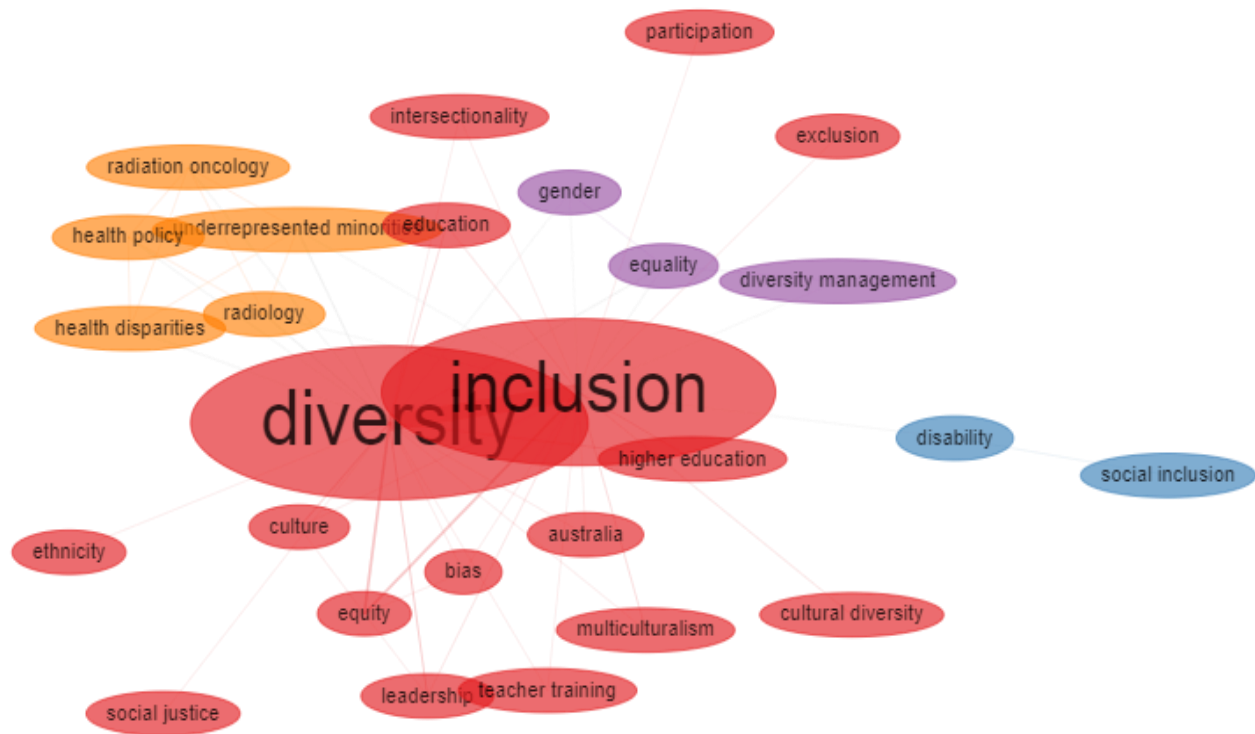 participation
intersectionality
exclusion
radiation oncology
gender
underrepresented minorities
education
health policy
equality
diversity management
radiology
health disparities
inclusion
diversity
disability
higher education
social inclusion
culture
australia
ethnicity
bias
equity
cultural diversity
multiculturalism
teacher training
leadership
social justice